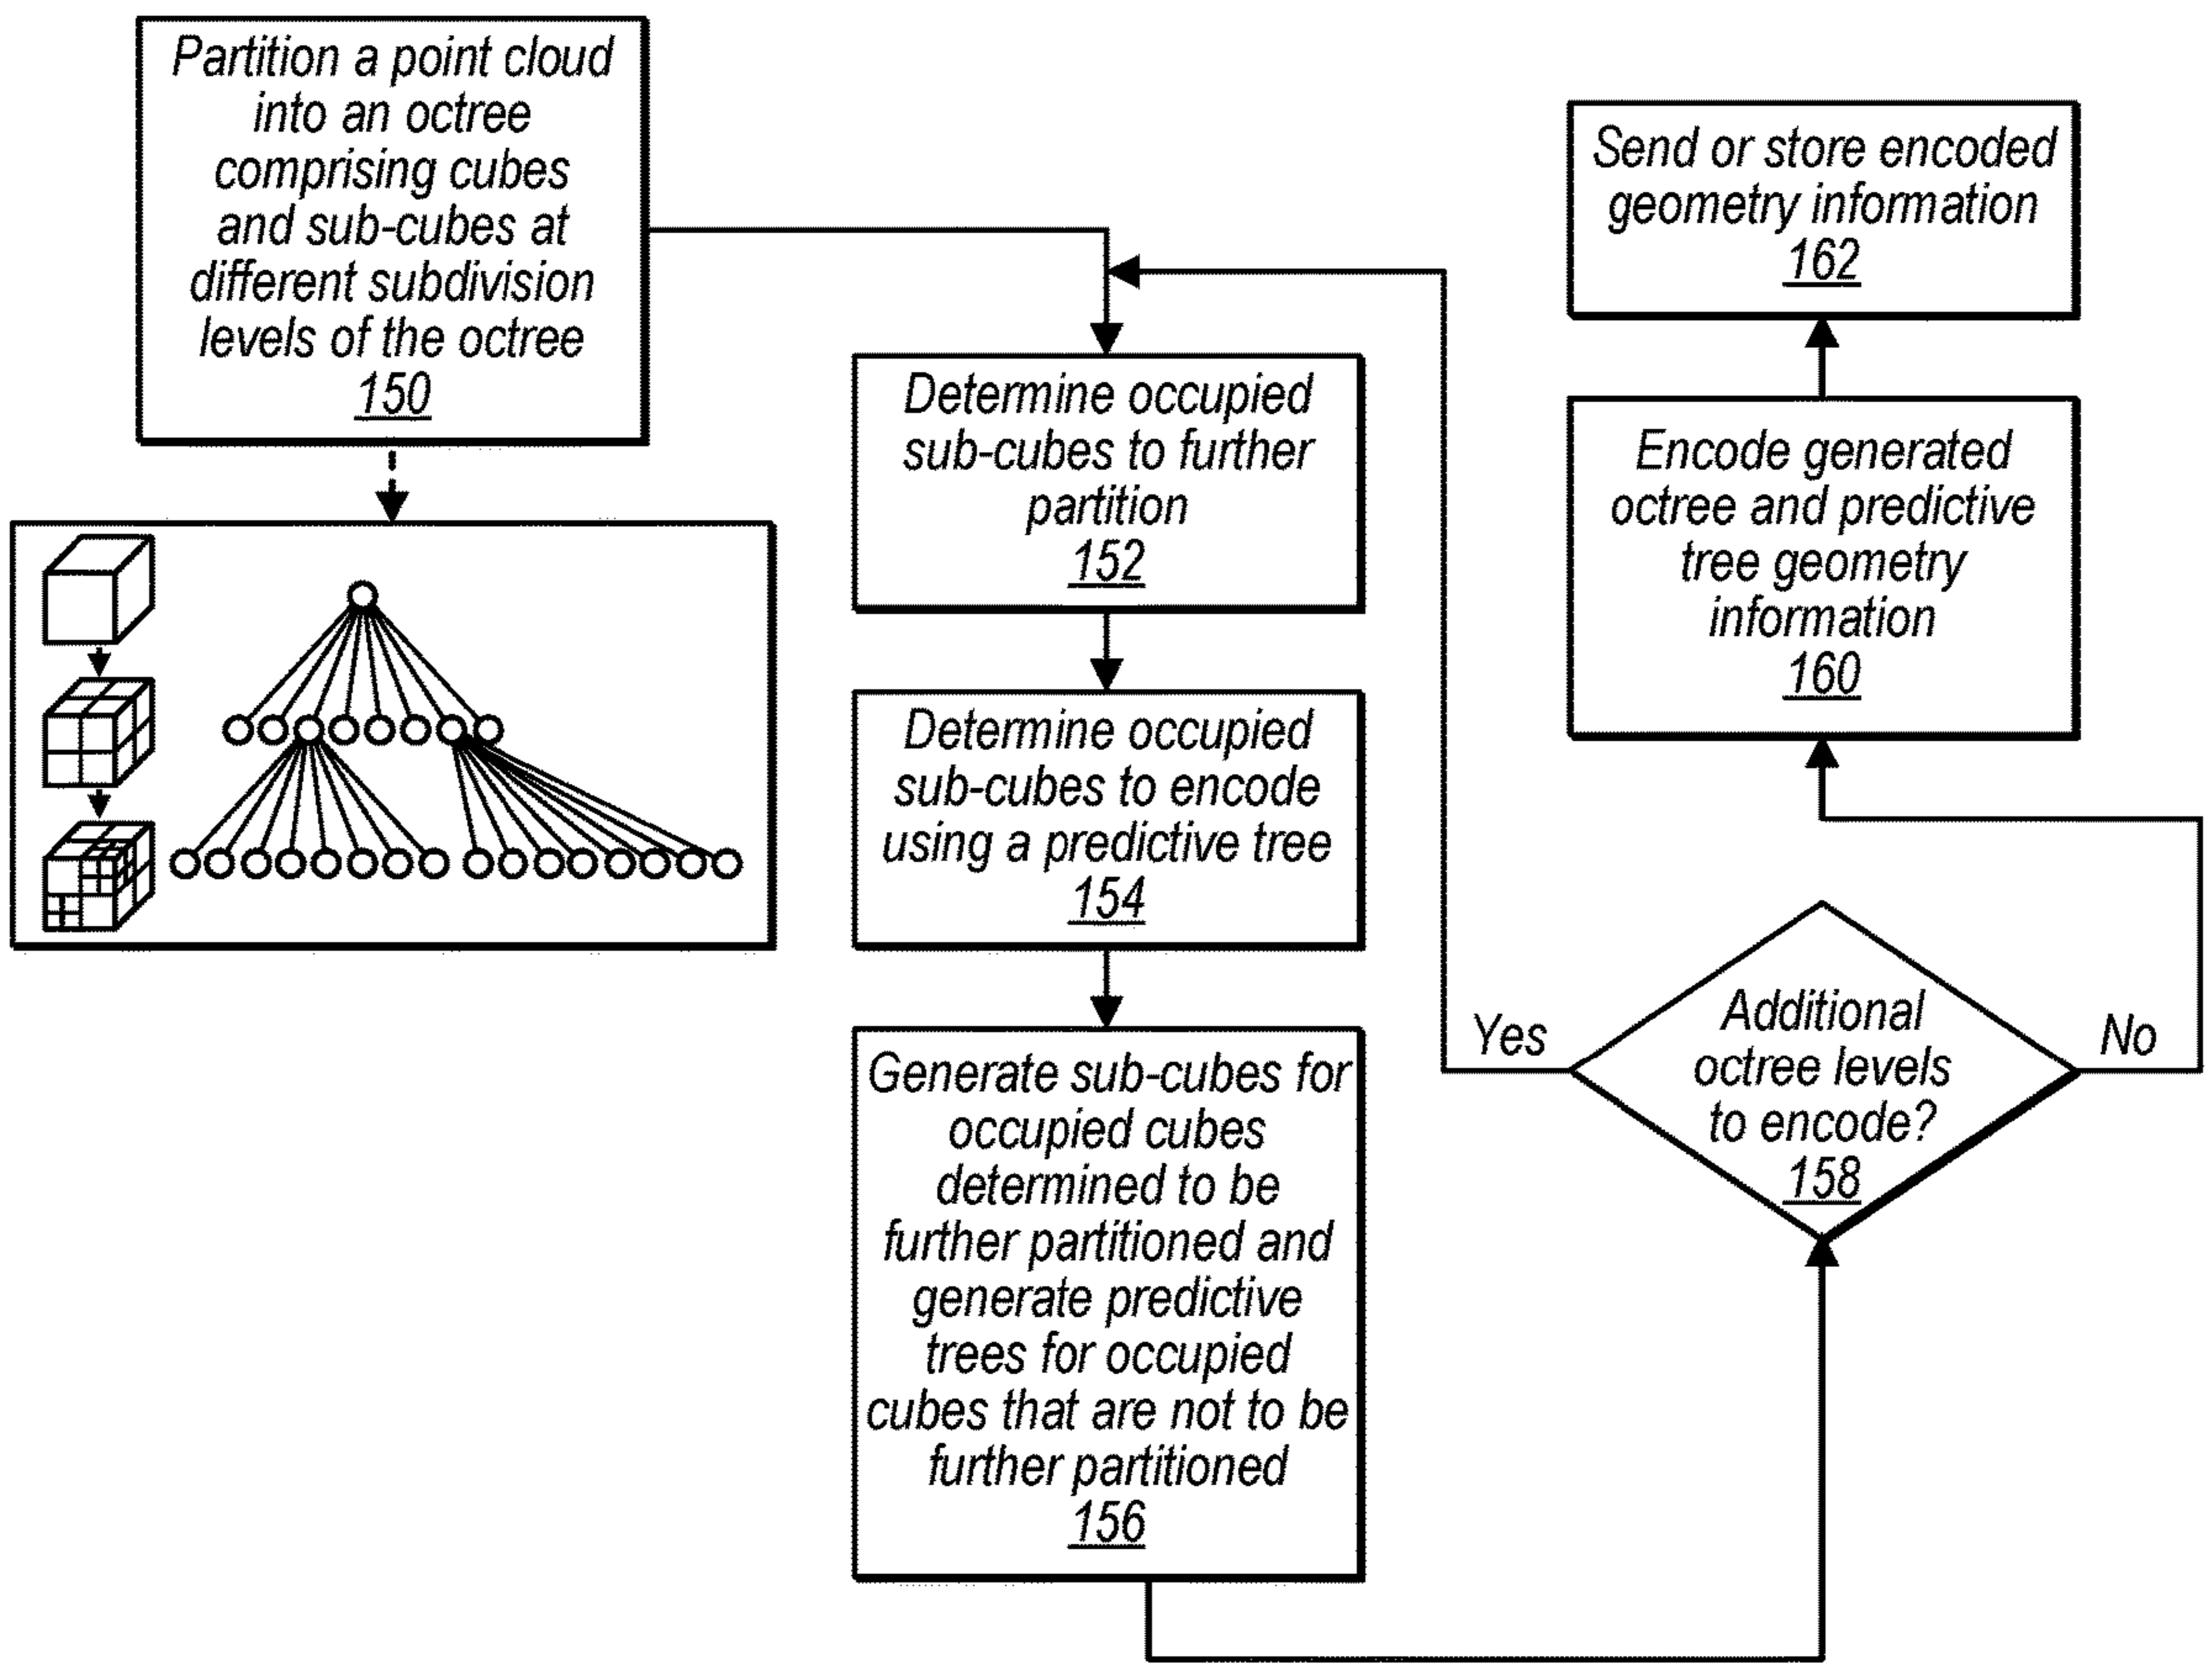 Partition a point cloud
into an octree
comprising cubes
and sub-cubes at
different subdivision
levels of the octree
150
Determine occupied
sub-cubes to further
partition
152
Determine occupied
sub-cubes to encode
using a predictive tree
154
Generate sub-cubes for
occupied cubes
determined to be
further partitioned and
generate predictive
trees for occupied
cubes that are not to be
further partitioned
156
Additional
octree levels
to encode?
158
Yes
No
Encode generated
octree and predictive
tree geometry
information
160
Send or store encoded
geometry information
162